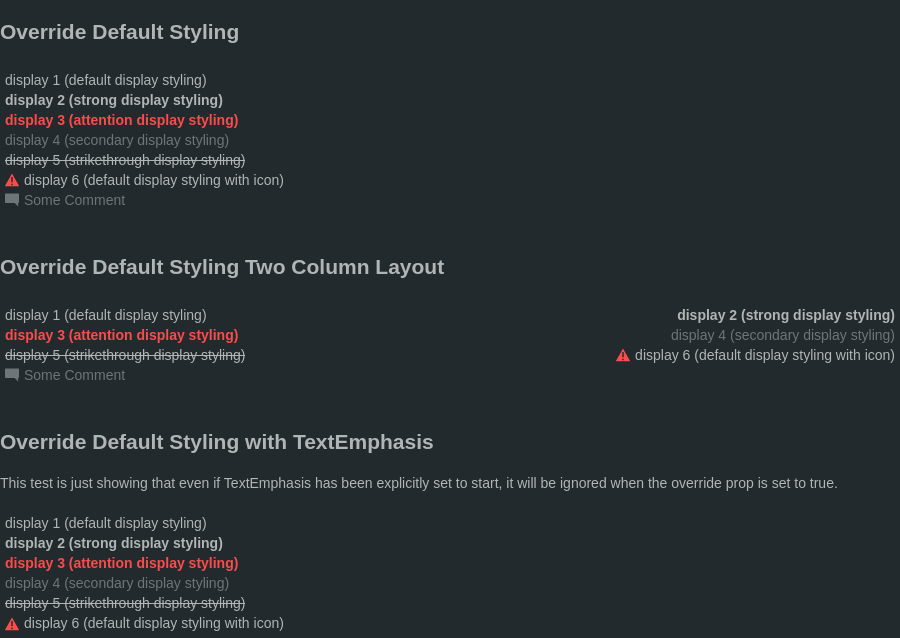 Override Default Styling
display 1 (default display styling)
display 2 (strong display styling)
display 3 (attention display styling)
display 4 (secondary display styling)
display 5 (strikethrough display styling)
display 6 (default display styling with icon)
Some Comment
Override Default Styling Two Column Layout
display 1 (default display styling) display 2 (strong display styling)
display 3 (attention display styling) display 4 (secondary display styling)
display 5 (strikethrough display styling) display 6 (default display styling with icon)
Some Comment
Override Default Styling with TextEmphasis
This test is just showing that even if TextEmphasis has been explicitly set to start, it will be ignored when the override prop is set to true.
display 1 (default display styling)
display 2 (strong display styling)
display 3 (attention display styling)
display 4 (secondary display styling)
display 5 (strikethrough display styling)
display 6 (default display styling with icon)